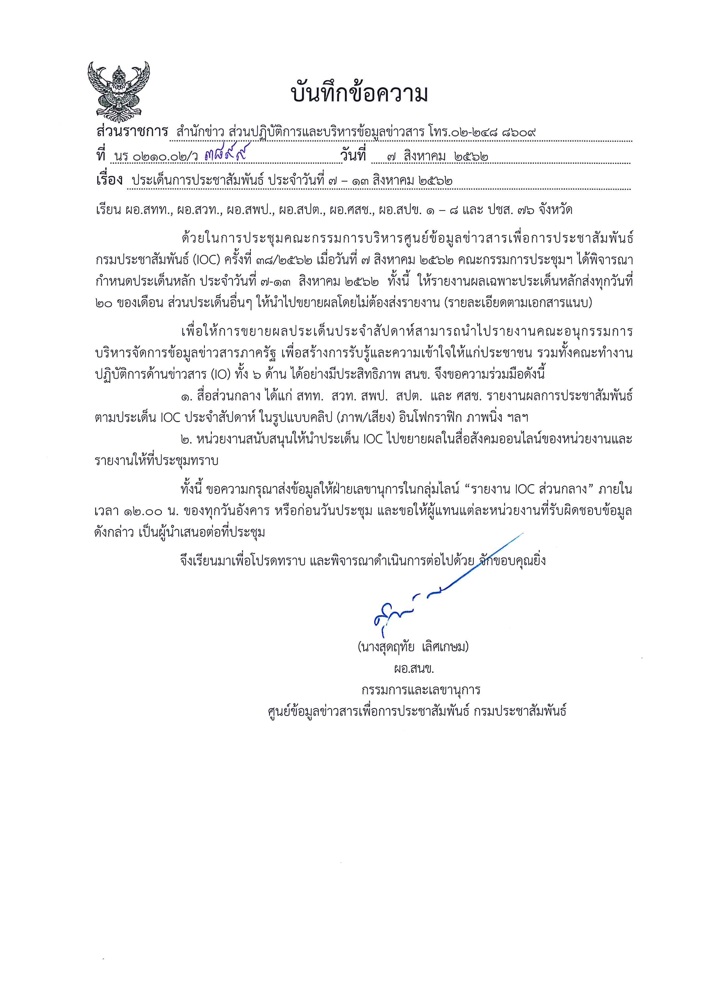 บันทึกข้อความ
ส่วนราชการ สำนักข่าว ส่วนปฏิบัติการและบริหารข้อมูลข่าวสาร โทร.๐๒-๒๔๘ ๘๖๐๙
ที่ นร ๐๒๑๐.๐๒/ว ๓๘๙๙ วันที่ ๗ สิงหาคม ๒๕๖๒
เรื่อง ประเด็นการประชาสัมพันธ์ ประจำวันที่ ๗ – ๑๓ สิงหาคม ๒๕๖๒
เรียน ผอ.สทท., ผอ.สวท., ผอ.สพป., ผอ.สปต., ผอ.ศสช., ผอ.สปข. ๑ – ๘ และ ปชส. ๗๖ จังหวัด
ด้วยในการประชุมคณะกรรมการบริหารศูนย์ข้อมูลข่าวสารเพื่อการประชาสัมพันธ์
กรมประชาสัมพันธ์ (IOC) ครั้งที่ ๓๘/๒๕๖๒ เมื่อวันที่ ๗ สิงหาคม ๒๕๖๒ คณะกรรมการประชุมฯ ได้พิจารณา
กำหนดประเด็นหลัก ประจำวันที่ ๗-๑๓ สิงหาคม ๒๕๖๒ ทั้งนี้ ให้รายงานผลเฉพาะประเด็นหลักส่งทุกวันที่
๒๐ ของเดือน ส่วนประเด็นอื่นๆ ให้นำไปขยายผลโดยไม่ต้องส่งรายงาน (รายละเอียดตามเอกสารแนบ)
เพื่อให้การขยายผลประเด็นประจำสัปดาห์สามารถนำไปรายงานคณะอนุกรรมการ
บริหารจัดการข้อมูลข่าวสารภาครัฐ เพื่อสร้างการรับรู้และความเข้าใจให้แก่ประชาชน รวมทั้งคณะทำงาน
ปฏิบัติการด้านข่าวสาร (IO) ทั้ง ๖ ด้าน ได้อย่างมีประสิทธิภาพ สนข. จึงขอความร่วมมือดังนี้
๑. สื่อส่วนกลาง ได้แก่ สทท. สวท. สพป. สปต. และ ศสช. รายงานผลการประชาสัมพันธ์
ตามประเด็น IOC ประจำสัปดาห์ ในรูปแบบคลิป (ภาพ/เสียง) อินโฟกราฟิก ภาพนิ่ง ฯลฯ
๒. หน่วยงานสนับสนุนให้นำประเด็น IOC ไปขยายผลในสื่อสังคมออนไลน์ของหน่วยงานและ
รายงานให้ที่ประชุมทราบ
ทั้งนี้ ขอความกรุณาส่งข้อมูลให้ฝ่ายเลขานุการในกลุ่มไลน์ “รายงาน IOC ส่วนกลาง” ภายใน
เวลา ๑๒.๐๐ น. ของทุกวันอังคาร หรือก่อนวันประชุม และขอให้ผู้แทนแต่ละหน่วยงานที่รับผิดชอบข้อมูล
ดังกล่าว เป็นผู้นำเสนอต่อที่ประชุม
จึงเรียนมาเพื่อโปรดทราบ และพิจารณาดำเนินการต่อไปด้วย จักขอบคุณยิ่ง
(นางสุดฤทัย เลิศเกษม)
ผอ.สนข.
กรรมการและเลขานุการ
ศูนย์ข้อมูลข่าวสารเพื่อการประชาสัมพันธ์ กรมประชาสัมพันธ์